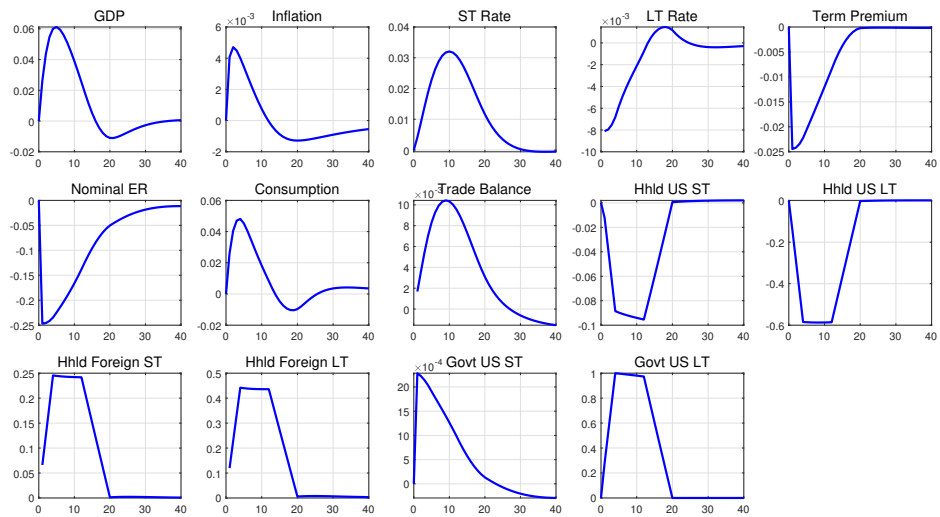 GDP
0.06
0.04
0.02
0
-0.02
0 10 20 30 40
×10⁻³ Inflation
6
4
2
0
-2
0 10 20 30 40
ST Rate
0.04
0.03
0.02
0.01
0
0 10 20 30 40
×10⁻³ LT Rate
0
-2
-4
-6
-8
-10
0 10 20 30 40
Term Premium
0
-0.005
-0.01
-0.015
-0.02
-0.025
0 10 20 30 40
Nominal ER
0
-0.05
-0.1
-0.15
-0.2
-0.25
0 10 20 30 40
Consumption
0.06
0.04
0.02
0
-0.02
0 10 20 30 40
×10⁻³ Trade Balance
10
8
6
4
2
0
0 10 20 30 40
Hhld US ST
0
-0.02
-0.04
-0.06
-0.08
-0.1
0 10 20 30 40
Hhld US LT
0
-0.2
-0.4
-0.6
0 10 20 30 40
Hhld Foreign ST
0.25
0.2
0.15
0.1
0.05
0
0 10 20 30 40
Hhld Foreign LT
0.5
0.4
0.3
0.2
0.1
0
0 10 20 30 40
×10⁻⁴ Govt US ST
20
15
10
5
0
0 10 20 30 40
Govt US LT
1
0.8
0.6
0.4
0.2
0
0 10 20 30 40